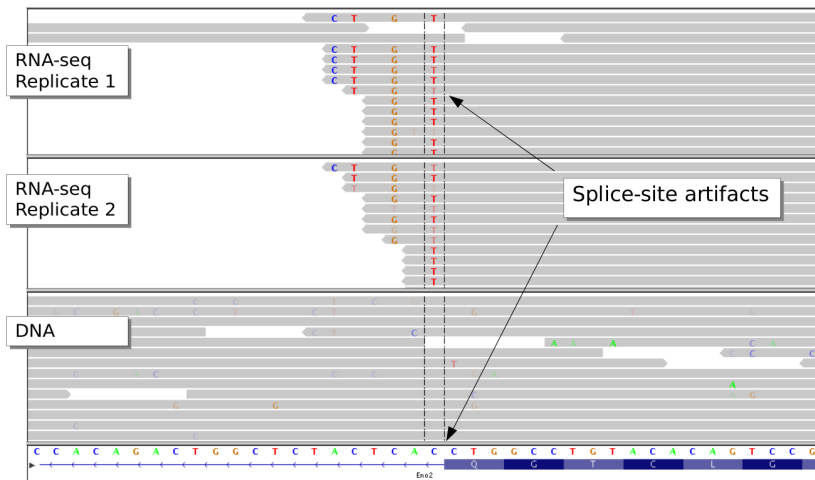 C T G T
RNA-seq
Replicate 1
C T G T
C T G T
C T G T
C T G T
T G T
G T
G T
G T
G T
G T
G T
RNA-seq
Replicate 2
C T G T
T G T
T G T
G T
T
G T
G T
G T
T
T
T
T
Splice-site artifacts
C C T C G
C G C C T C T G T
DNA
C T C
A A A C A
C C C
T
C A C C C A
A
C A G
G G G
C
C
C C A C A G A C T G G C T C T A C T C A C C T G G C C T G T A C A C A G T C C G
Q G T C L G
Eno2